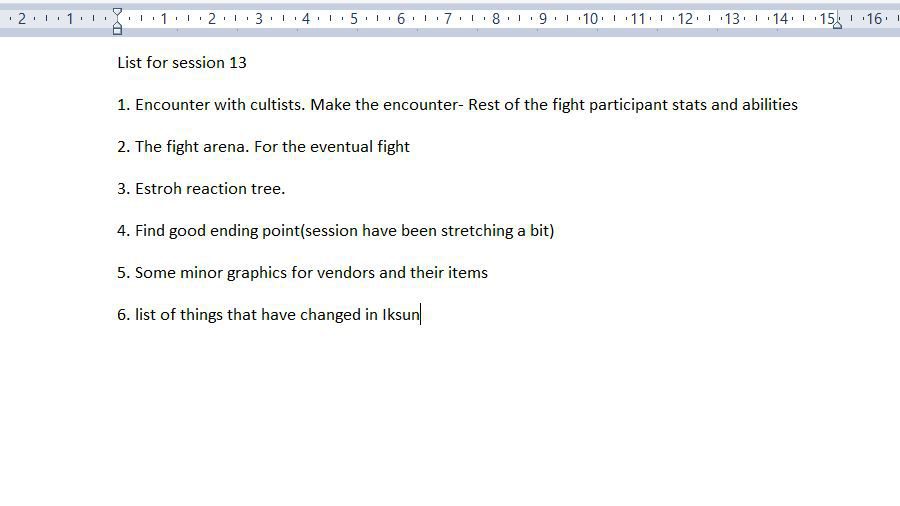 2 1 1 2 3 4 5 6 7 8 9 10 11 12 13 14 15 16
List for session 13
1. Encounter with cultists. Make the encounter- Rest of the fight participant stats and abilities
2. The fight arena. For the eventual fight
3. Estroh reaction tree.
4. Find good ending point(session have been stretching a bit)
5. Some minor graphics for vendors and their items
6. list of things that have changed in Iksun